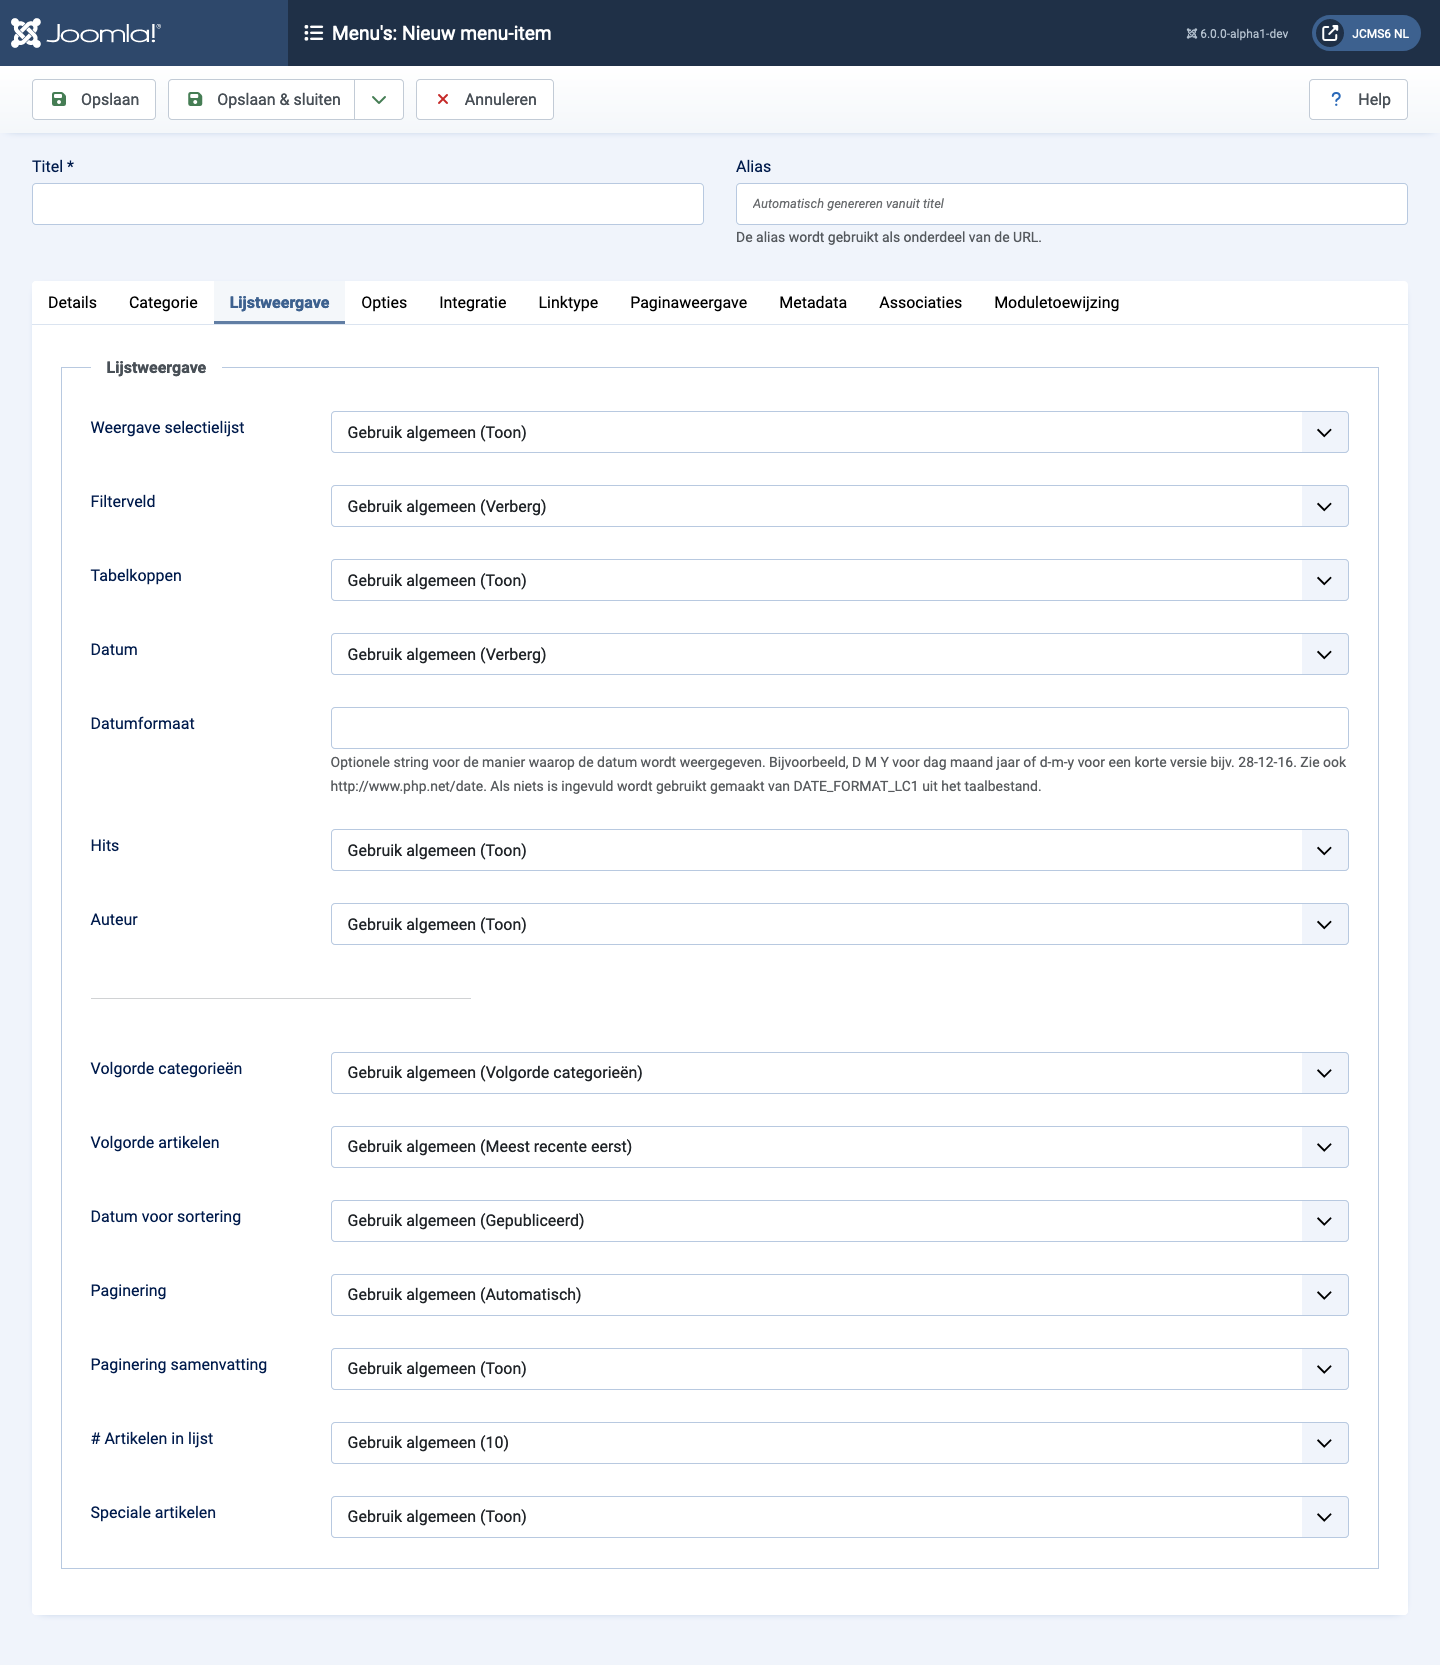 Joomla!®
Menu's: Nieuw menu-item
6.0.0-alpha1-dev
JCMS6 NL
Opslaan
Opslaan & sluiten
Annuleren
? Help
Titel *
Alias
Automatisch genereren vanuit titel
De alias wordt gebruikt als onderdeel van de URL.
Details Categorie Lijstweergave Opties Integratie Linktype Paginaweergave Metadata Associaties Moduletoewijzing
Lijstweergave
Weergave selectielijst
Gebruik algemeen (Toon)
Filterveld
Gebruik algemeen (Verberg)
Tabelkoppen
Gebruik algemeen (Toon)
Datum
Gebruik algemeen (Verberg)
Datumformaat
Optionele string voor de manier waarop de datum wordt weergegeven. Bijvoorbeeld, D M Y voor dag maand jaar of d-m-y voor een korte versie bijv. 28-12-16. Zie ook
http://www.php.net/date. Als niets is ingevuld wordt gebruikt gemaakt van DATE_FORMAT_LC1 uit het taalbestand.
Hits
Gebruik algemeen (Toon)
Auteur
Gebruik algemeen (Toon)
Volgorde categorieën
Gebruik algemeen (Volgorde categorieën)
Volgorde artikelen
Gebruik algemeen (Meest recente eerst)
Datum voor sortering
Gebruik algemeen (Gepubliceerd)
Paginering
Gebruik algemeen (Automatisch)
Paginering samenvatting
Gebruik algemeen (Toon)
# Artikelen in lijst
Gebruik algemeen (10)
Speciale artikelen
Gebruik algemeen (Toon)